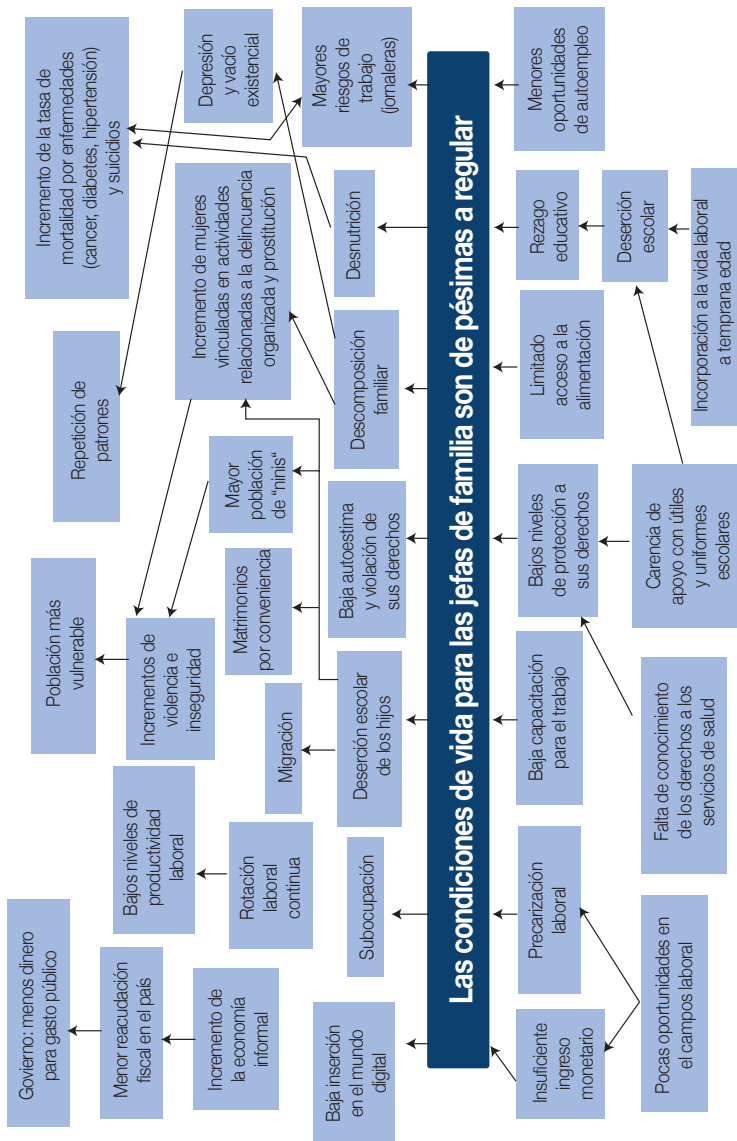 Governo: menos dinero
para gasto público
Menor reacudación
fiscal en el país
Incremento de
la economía
informal
Bajos niveles de
productividad
laboral
Rotación
laboral
continua
Población más
vulnerable
Incrementos de
violencia e
inseguridad
Repetición de
patrones
Incremento de la tasa de
mortalidad por enfermedades
(cancer, diabetes, hipertensión)
y suicidios
Depresión
y vacío
existencial
Incremento de mujeres
vinculadas en actividades
relacionadas a la delincuencia
organizada y prostitución
Mayor
población
de "ninis"
Matrimonios
por conveniencia
Migración
Baja inserción
en el mundo
digital
Subocupación
Deserción escolar
de los hijos
Baja autoestima
y violación de
sus derechos
Descomposición
familiar
Desnutrición
Mayores
riesgos de
trabajo
(jornaleras)
Las condiciones de vida para las jefas de familia son de pésimas a regular
Insuficiente
ingreso
monetario
Precarización
laboral
Baja capacitación
para el trabajo
Bajos niveles
de protección a
sus derechos
Limitado
acceso a la
alimentación
Rezago
educativo
Menores
oportunidades
de autoempleo
Deserción
escolar
Pocas oportunidades en
el campos laboral
Falta de conocimiento
de los derechos a los
servicios de salud
Carencia de
apoyo con útiles
y uniformes
escolares
Incorporación a la vida laboral
a temprana edad